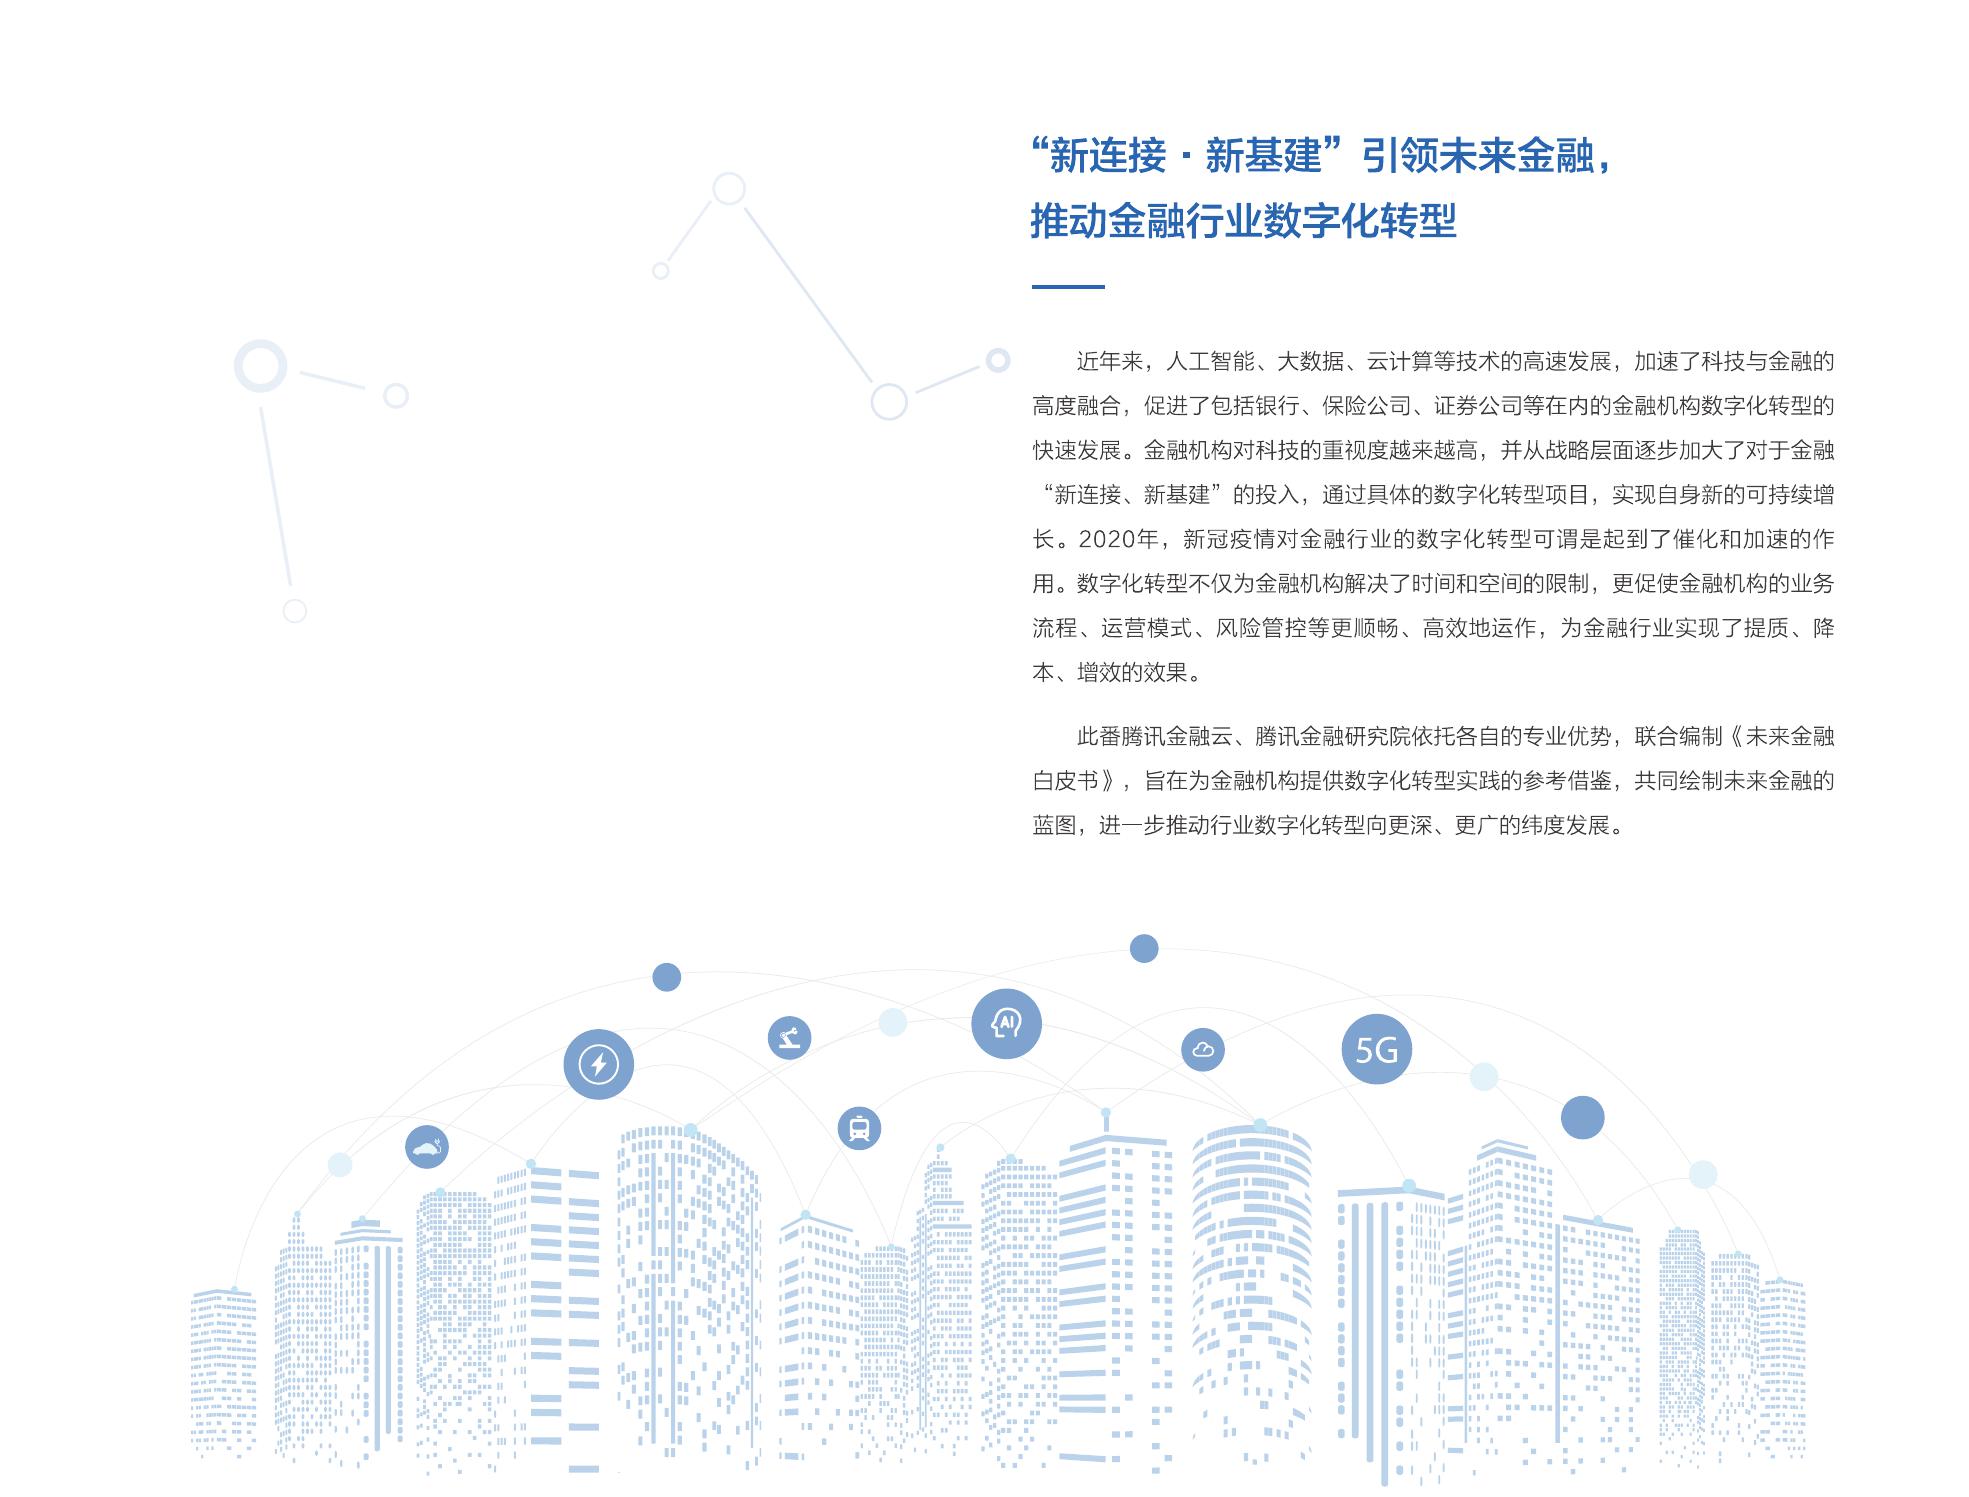 “新连接 · 新基建” 引领未来金融，
推动金融行业数字化转型
近年来，人工智能、大数据、云计算等技术的高速发展，加速了科技与金融的
高度融合，促进了包括银行、保险公司、证券公司等在内的金融机构数字化转型的
快速发展。金融机构对科技的重视度越来越高，并从战略层面逐步加大了对于金融
“新连接、新基建”的投入，通过具体的数字化转型项目，实现自身新的可持续增
长。2020年，新冠疫情对金融行业的数字化转型可谓是起到了催化和加速的作
用。数字化转型不仅为金融机构解决了时间和空间的限制，更促使金融机构的业务
流程、运营模式、风险管控等更顺畅、高效地运作，为金融行业实现了提质、降
本、增效的效果。
此番腾讯金融云、腾讯金融研究院依托各自的专业优势，联合编制《未来金融
白皮书》，旨在为金融机构提供数字化转型实践的参考借鉴，共同绘制未来金融的
蓝图，进一步推动行业数字化转型向更深、更广的纬度发展。
AI
5G